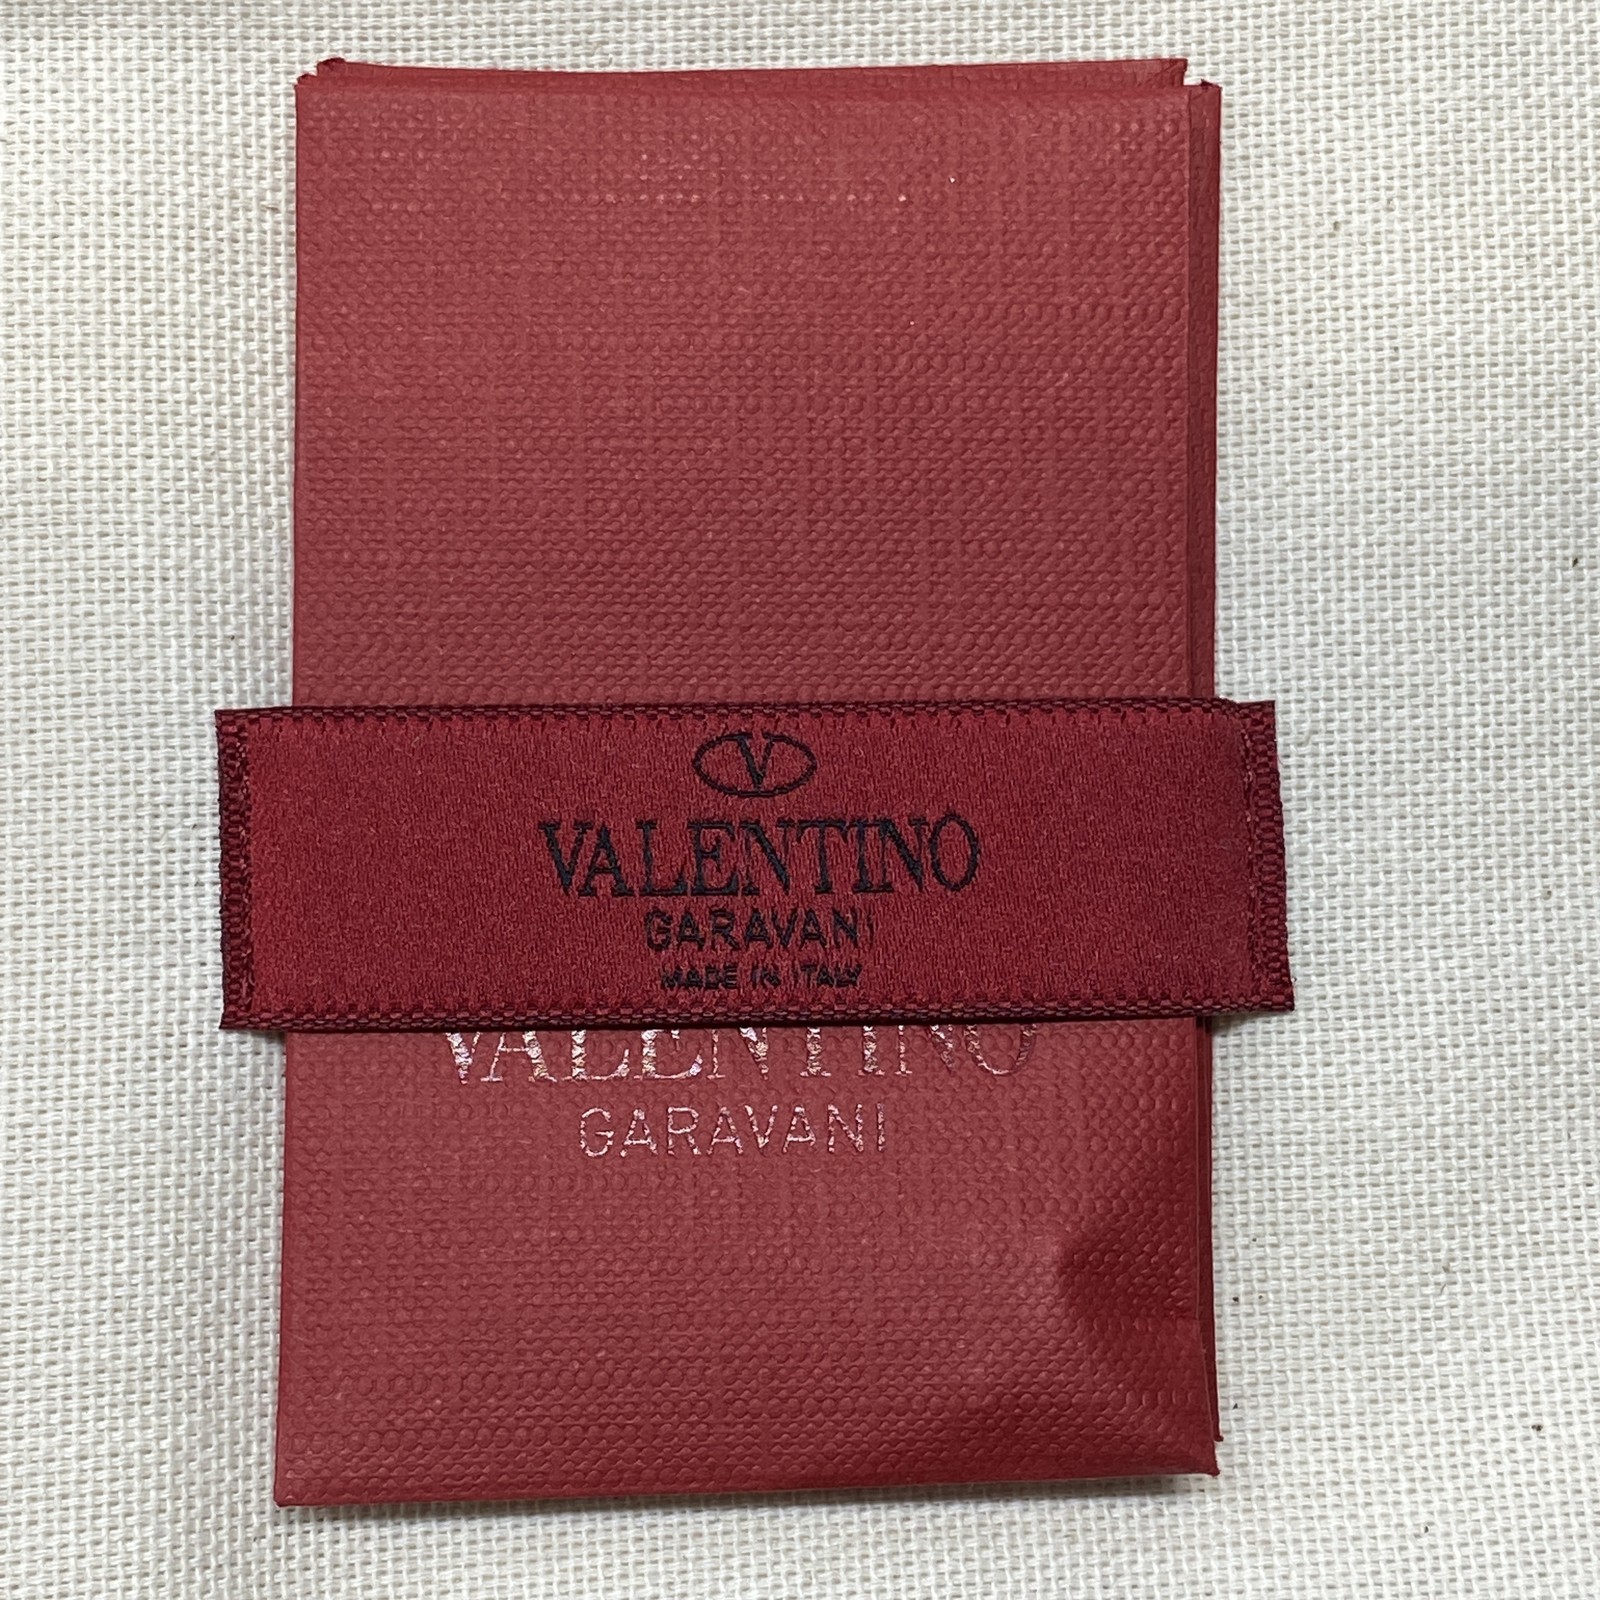 V
VALENTINO
GARAVANI
MADE IN ITALY
VALENTINO
GARAVANI